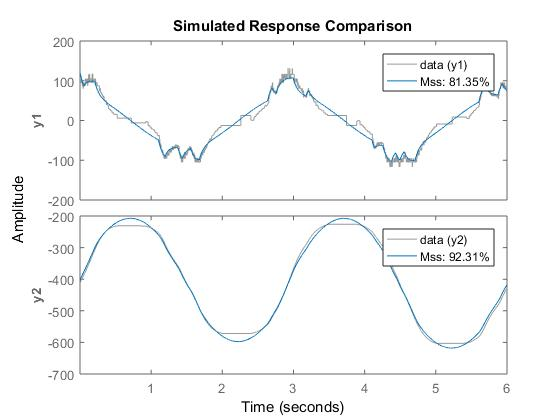 Simulated Response Comparison
200
100
0
-100
-200
y1
data (y1)
Mss: 81.35%
Amplitude
-200
-300
-400
-500
-600
-700
y2
data (y2)
Mss: 92.31%
1 2 3 4 5 6
Time (seconds)